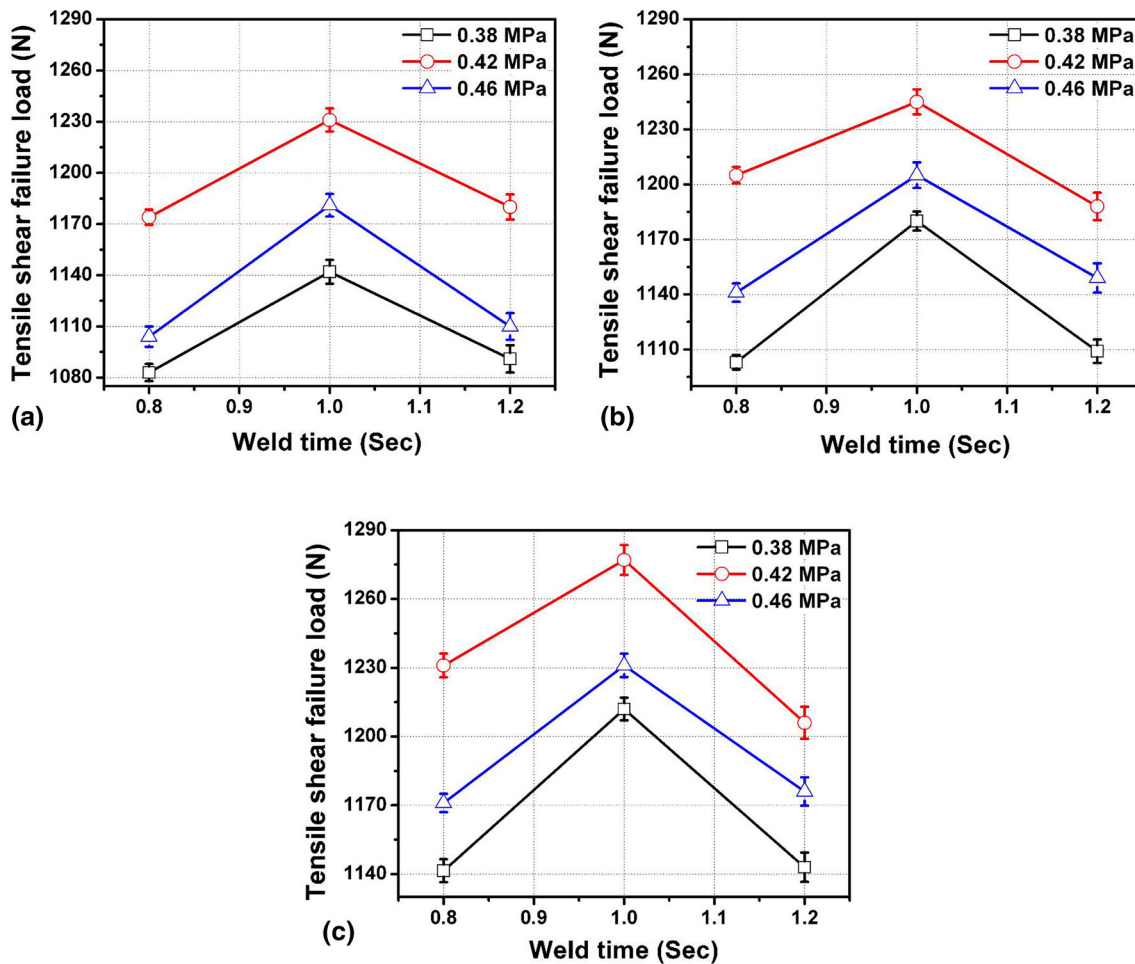 Tensile shear failure load (N)
1290
1260
1230
1200
1170
1140
1110
1080
0.38 MPa
0.42 MPa
0.46 MPa
0.8 0.9 1.0 1.1 1.2
Weld time (Sec)
(a)
Tensile shear failure load (N)
1290
1260
1230
1200
1170
1140
1110
0.38 MPa
0.42 MPa
0.46 MPa
0.8 0.9 1.0 1.1 1.2
Weld time (Sec)
(b)
Tensile shear failure load (N)
1290
1260
1230
1200
1170
1140
0.38 MPa
0.42 MPa
0.46 MPa
0.8 0.9 1.0 1.1 1.2
Weld time (Sec)
(c)